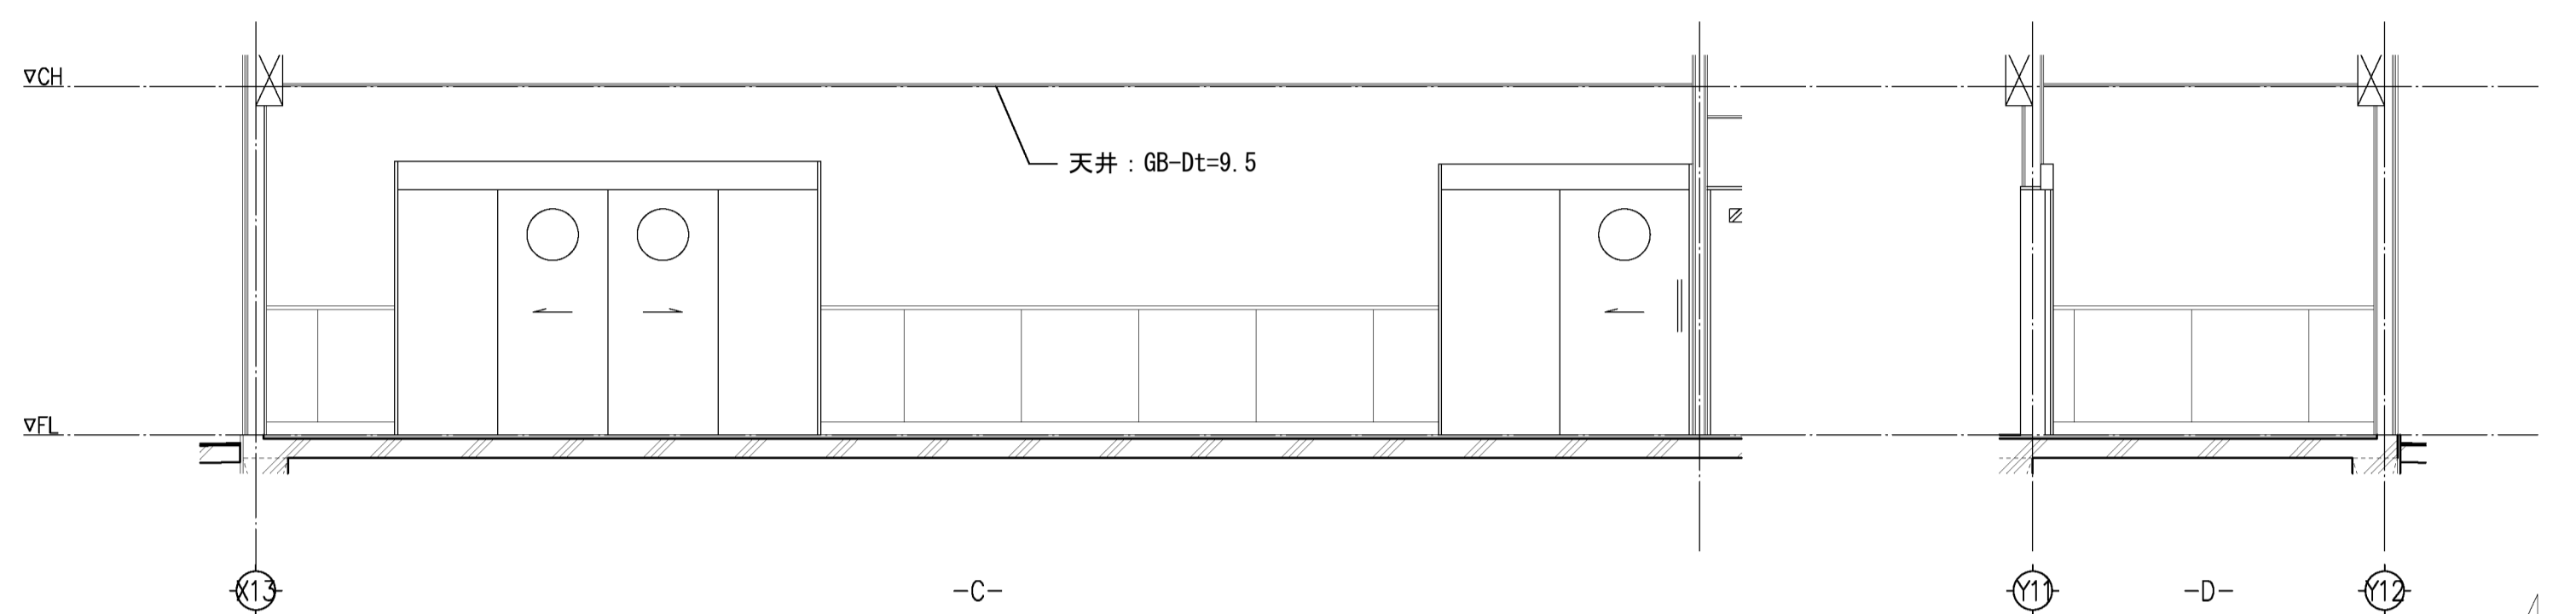 ▽CH
天井：GB-Dt=9.5
▽FL
X13
-C-
Y11
-D-
Y12